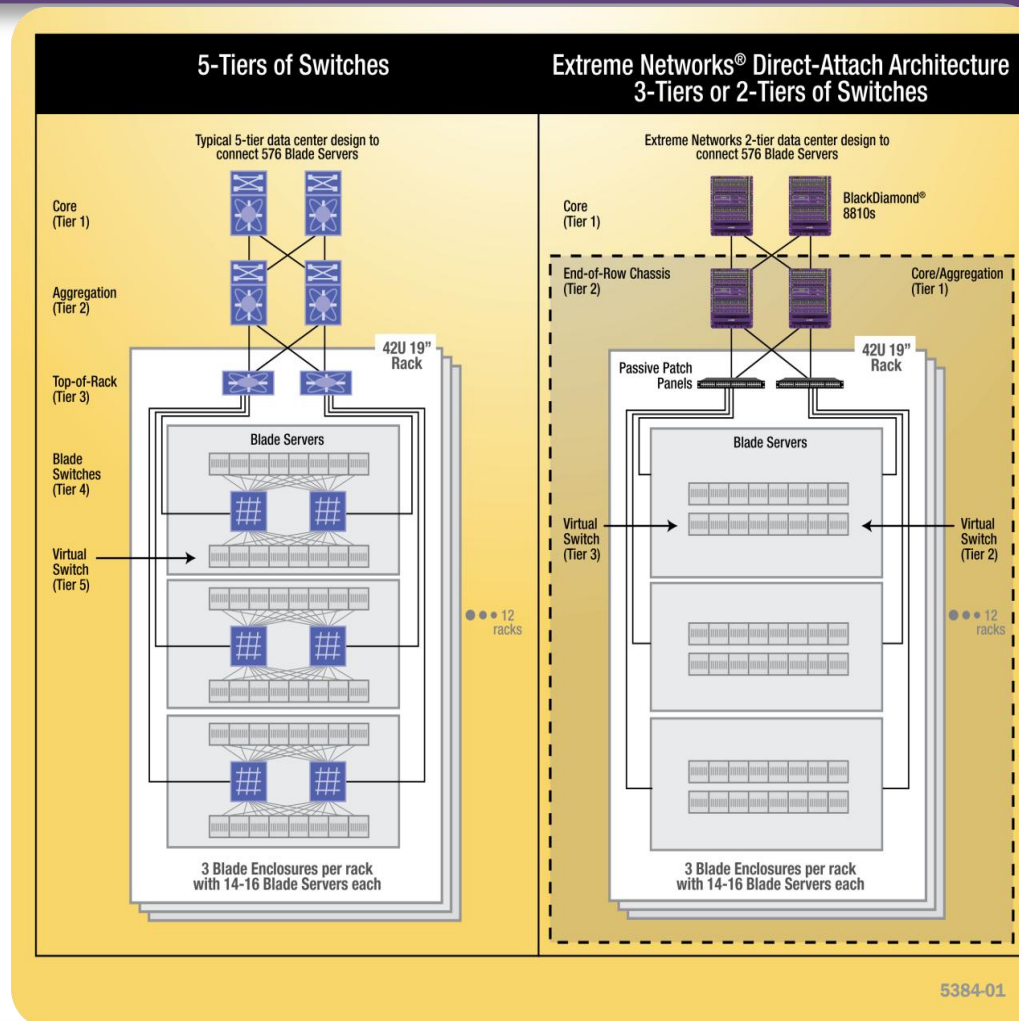 5-Tiers of Switches
Typical 5-tier data center design to
connect 576 Blade Servers
Core
(Tier 1)
Aggregation
(Tier 2)
42U 19”
Rack
Top-of-Rack
(Tier 3)
Blade Servers
Blade
Switches
(Tier 4)
Virtual
Switch
(Tier 5)
12
racks
3 Blade Enclosures per rack
with 14-16 Blade Servers each
Extreme Networks® Direct-Attach Architecture
3-Tiers or 2-Tiers of Switches
Extreme Networks 2-tier data center design to
connect 576 Blade Servers
Core
(Tier 1)
BlackDiamond®
8810s
End-of-Row Chassis
(Tier 2)
Core/Aggregation
(Tier 1)
42U 19”
Rack
Passive Patch
Panels
Blade Servers
Virtual
Switch
(Tier 3)
Virtual
Switch
(Tier 2)
12
racks
3 Blade Enclosures per rack
with 14-16 Blade Servers each
5384-01